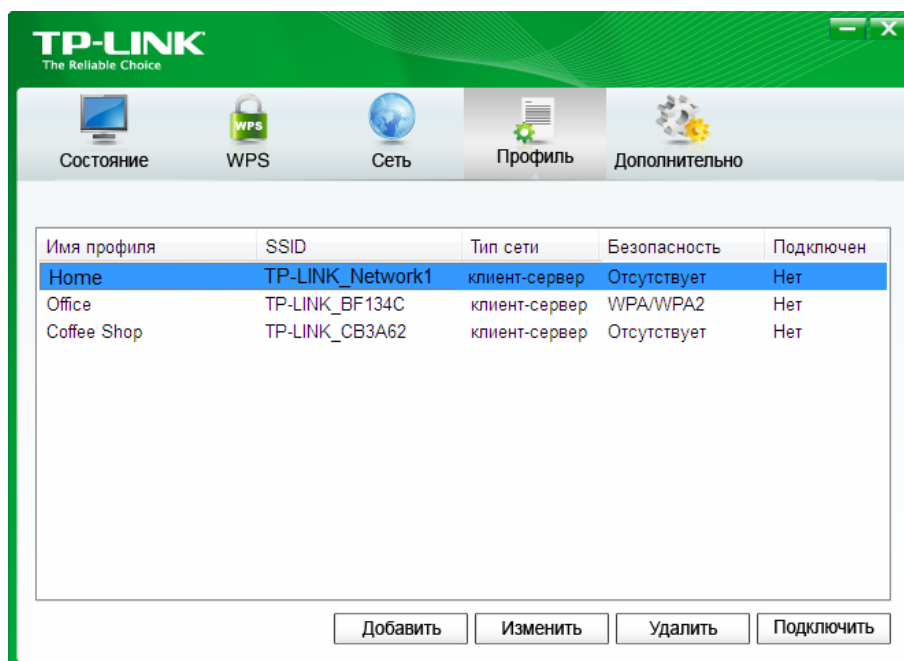 TP-LINK
The Reliable Choice
WPS
Состояние WPS Сеть Профиль Дополнительно
Имя профиля SSID Тип сети Безопасность Подключен
Home TP-LINK_Network1 клиент-сервер Отсутствует Нет
Office TP-LINK_BF134C клиент-сервер WPA/WPA2 Нет
Coffee Shop TP-LINK_CB3A62 клиент-сервер Отсутствует Нет
Добавить Изменить Удалить Подключить